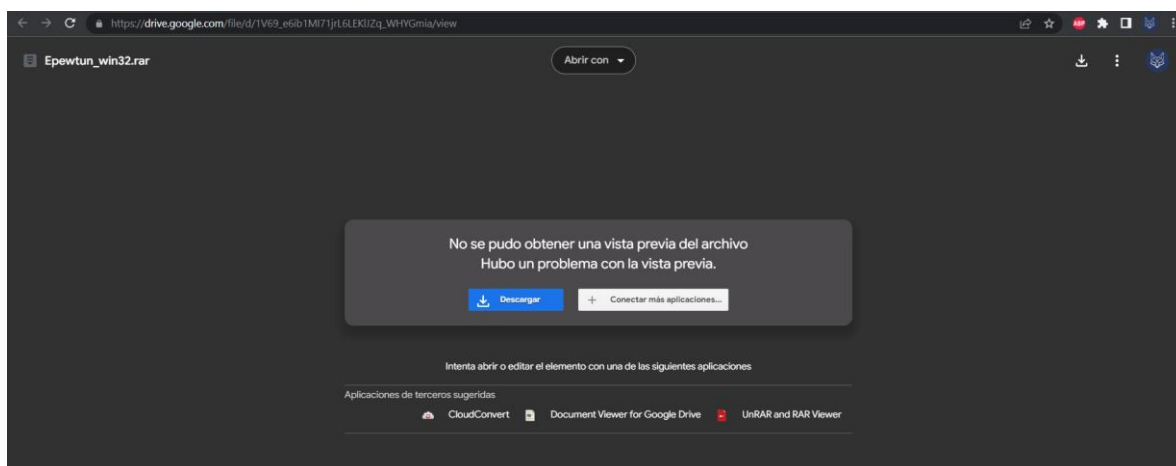 https://drive.google.com/file/d/1V69_e6ib1MI71jrL6LEKIJZq_WHYGmia/view
ABP
Epewtun_win32.rar
Abrir con
No se pudo obtener una vista previa del archivo
Hubo un problema con la vista previa.
Descargar
Conectar más aplicaciones...
Intenta abrir o editar el elemento con una de las siguientes aplicaciones
Aplicaciones de terceros sugeridas
CloudConvert Document Viewer for Google Drive UnRAR and RAR Viewer